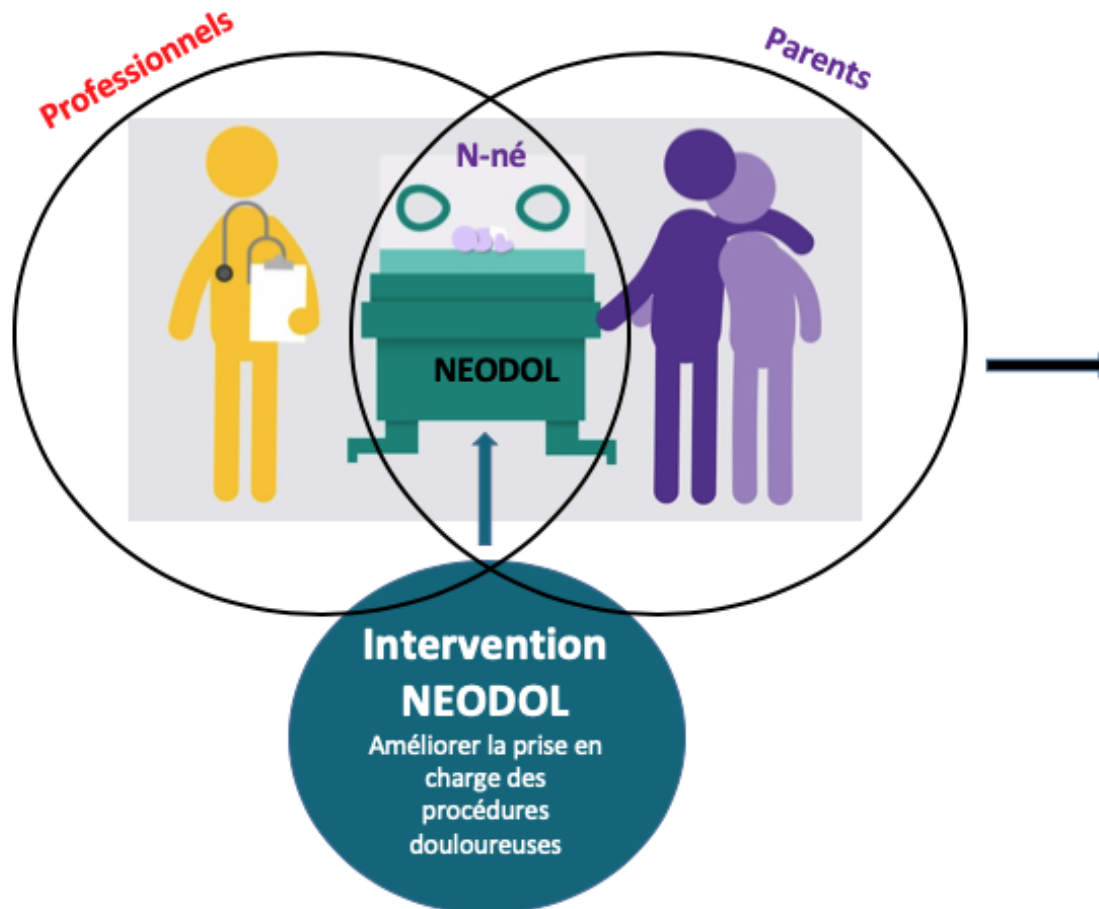 Professionnels
Parents
N-né
NEODOL
Intervention
NEODOL
Améliorer la prise en
charge des
procédures
douloureuses